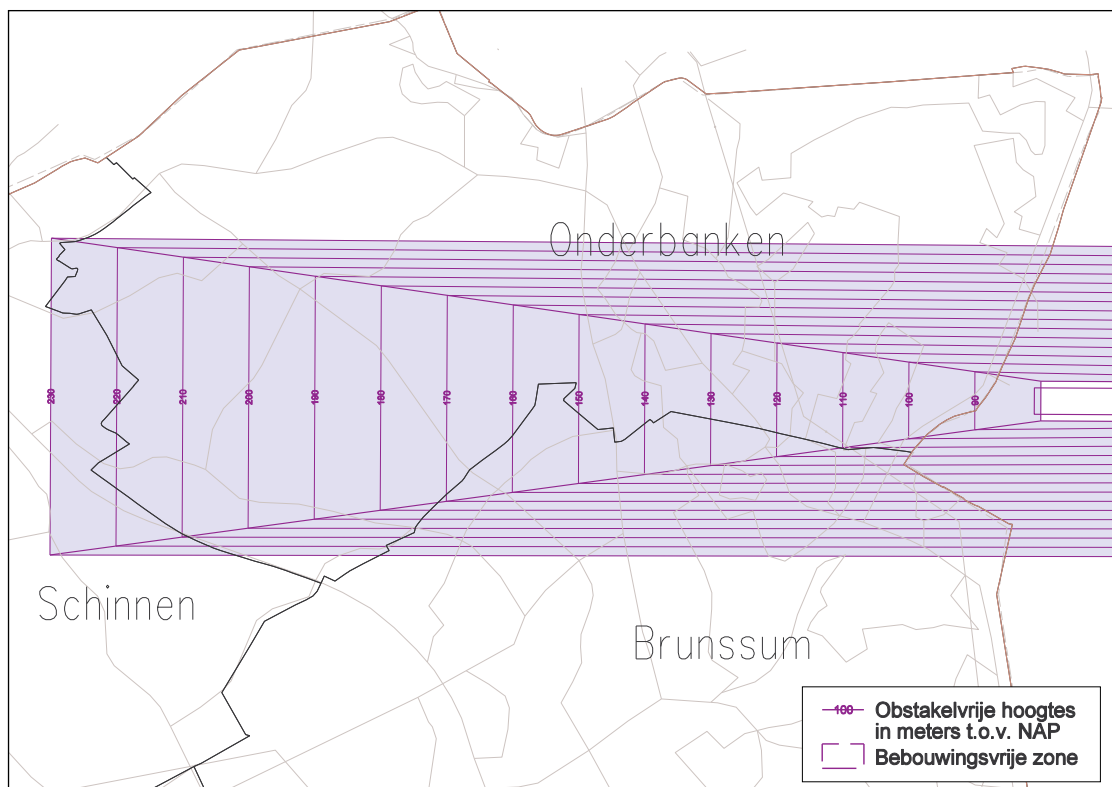 Onderbanken
230
220
210
200
190
180
170
160
150
140
130
120
110
100
90
Schinnen
Brunssum
100 Obstakelvrije hoogtes
in meters t.o.v. NAP
Bebouwingsvrije zone